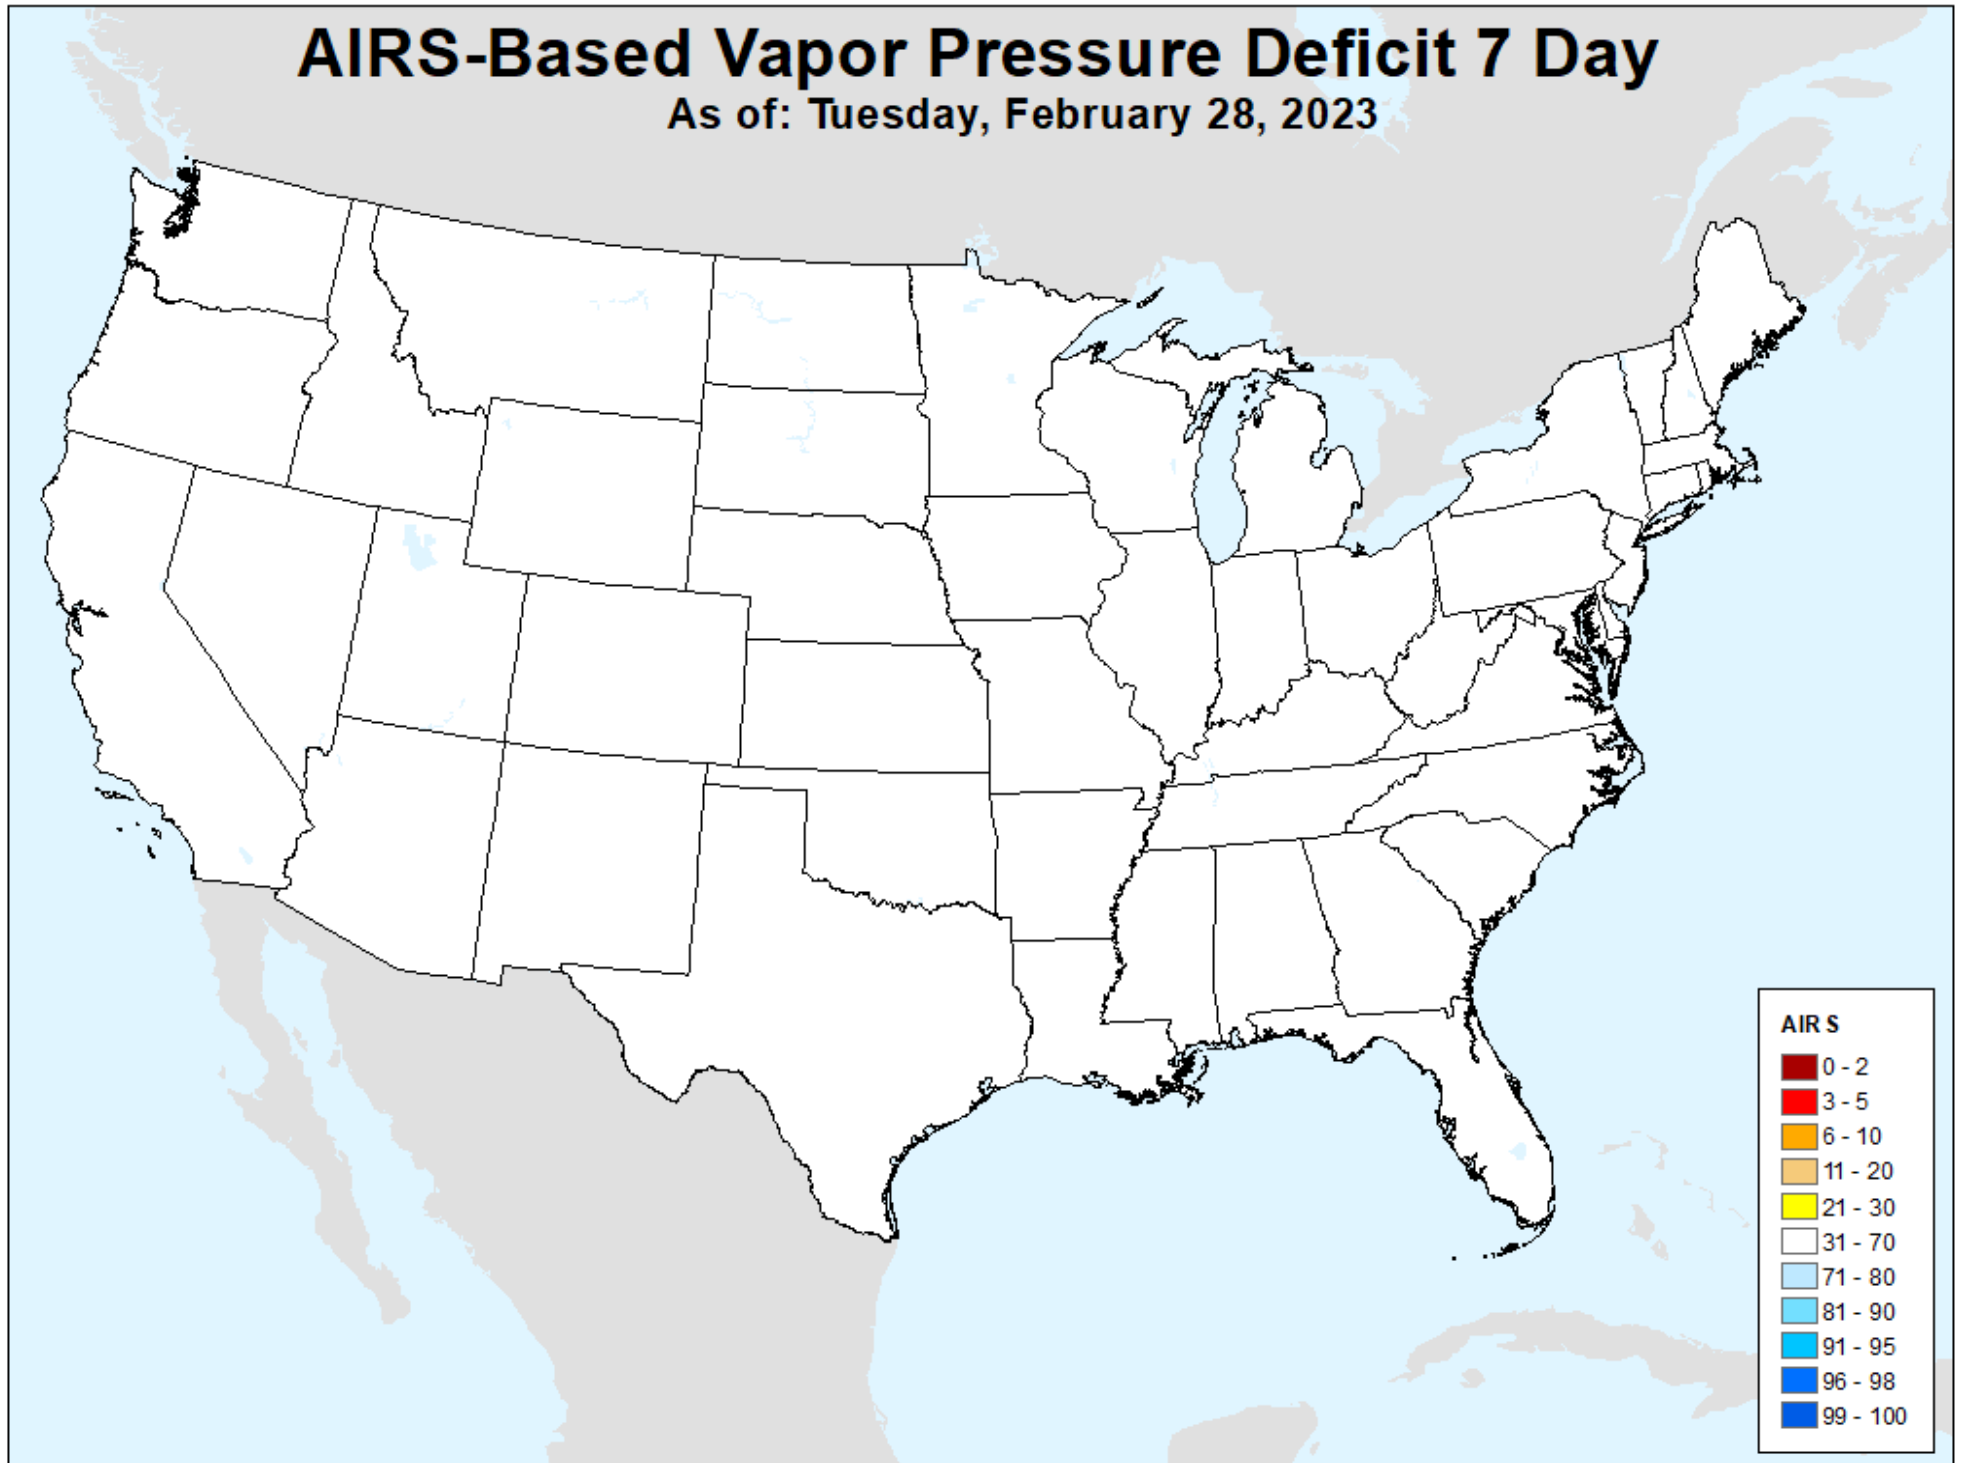 AIRS-Based Vapor Pressure Deficit 7 Day
As of: Tuesday, February 28, 2023
AIRS
0 - 2
3 - 5
6 - 10
11 - 20
21 - 30
31 - 70
71 - 80
81 - 90
91 - 95
96 - 98
99 - 100